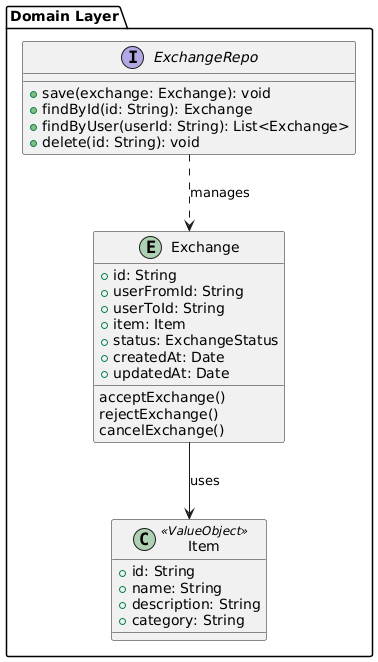 Domain Layer
I ExchangeRepo
save(exchange: Exchange): void
findById(id: String): Exchange
findByUser(userId: String): List<Exchange>
delete(id: String): void
manages
E Exchange
id: String
userFromId: String
userToId: String
item: Item
status: ExchangeStatus
createdAt: Date
updatedAt: Date
acceptExchange()
rejectExchange()
cancelExchange()
uses
C «ValueObject»
Item
id: String
name: String
description: String
category: String